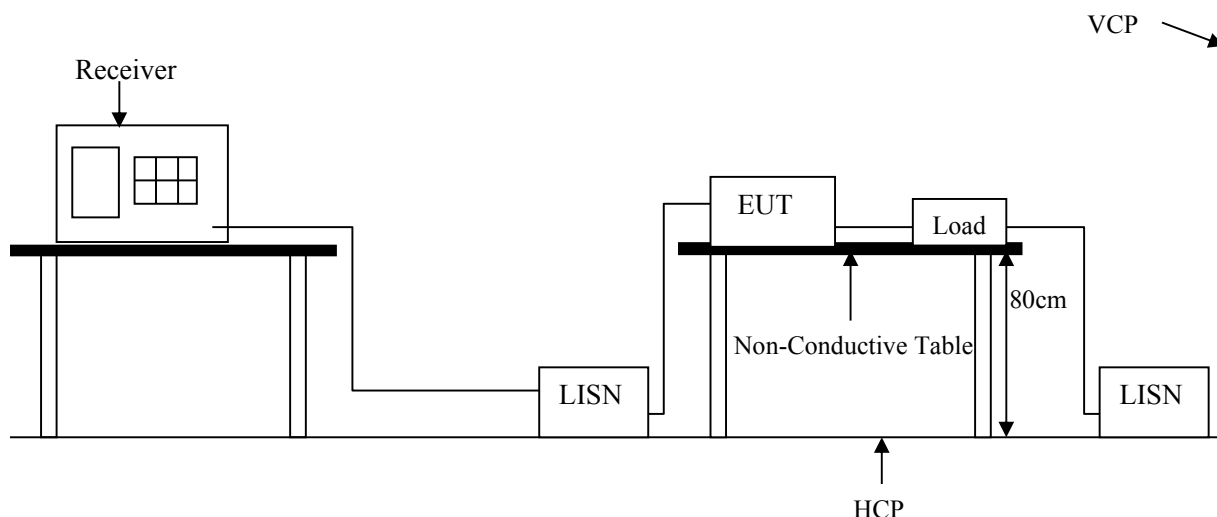 VCP
Receiver
EUT
Load
80cm
Non-Conductive Table
LISN
LISN
HCP